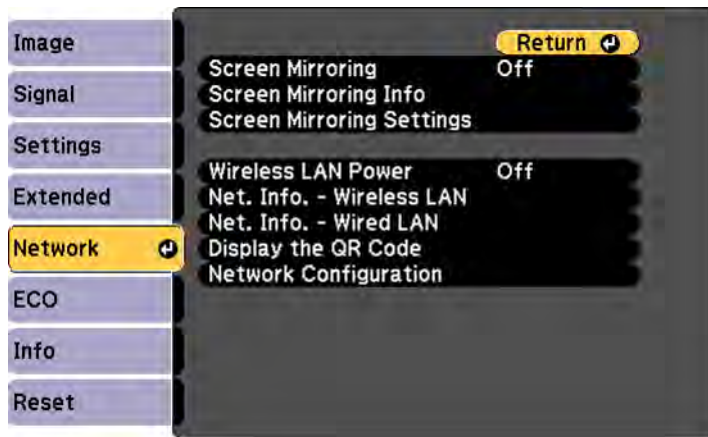 Image
Signal
Settings
Extended
Network
ECO
Info
Reset
Return
Screen Mirroring Off
Screen Mirroring Info
Screen Mirroring Settings
Wireless LAN Power Off
Net. Info. - Wireless LAN
Net. Info. - Wired LAN
Display the QR Code
Network Configuration